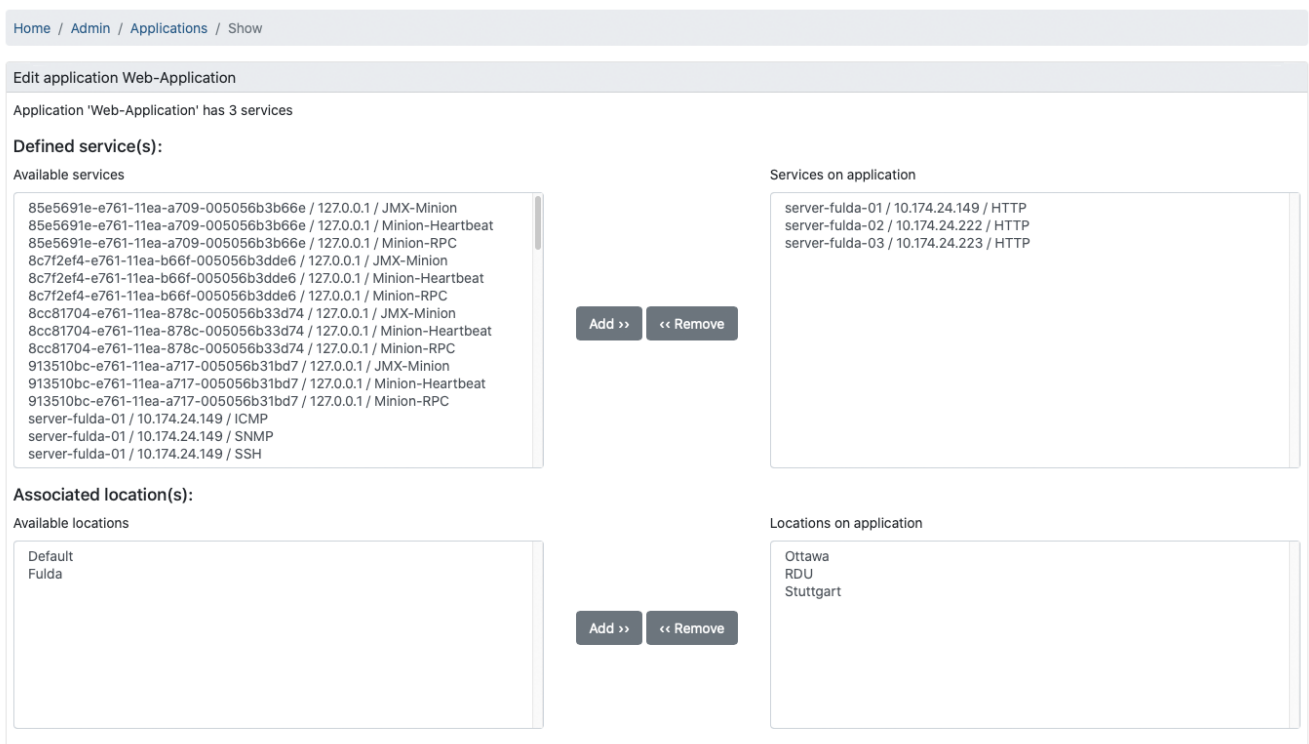 Home / Admin / Applications / Show
Edit application Web-Application
Application 'Web-Application' has 3 services
Defined service(s):
Available services
85e5691e-e761-11ea-a709-005056b3b66e / 127.0.0.1 / JMX-Minion
85e5691e-e761-11ea-a709-005056b3b66e / 127.0.0.1 / Minion-Heartbeat
85e5691e-e761-11ea-a709-005056b3b66e / 127.0.0.1 / Minion-RPC
8c7f2ef4-e761-11ea-b66f-005056b3dde6 / 127.0.0.1 / JMX-Minion
8c7f2ef4-e761-11ea-b66f-005056b3dde6 / 127.0.0.1 / Minion-Heartbeat
8c7f2ef4-e761-11ea-b66f-005056b3dde6 / 127.0.0.1 / Minion-RPC
8cc81704-e761-11ea-878c-005056b33d74 / 127.0.0.1 / JMX-Minion
8cc81704-e761-11ea-878c-005056b33d74 / 127.0.0.1 / Minion-Heartbeat
8cc81704-e761-11ea-878c-005056b33d74 / 127.0.0.1 / Minion-RPC
913510bc-e761-11ea-a717-005056b31bd7 / 127.0.0.1 / JMX-Minion
913510bc-e761-11ea-a717-005056b31bd7 / 127.0.0.1 / Minion-Heartbeat
913510bc-e761-11ea-a717-005056b31bd7 / 127.0.0.1 / Minion-RPC
server-fulda-01 / 10.174.24.149 / ICMP
server-fulda-01 / 10.174.24.149 / SNMP
server-fulda-01 / 10.174.24.149 / SSH
Add ››
‹‹ Remove
Services on application
server-fulda-01 / 10.174.24.149 / HTTP
server-fulda-02 / 10.174.24.222 / HTTP
server-fulda-03 / 10.174.24.223 / HTTP
Associated location(s):
Available locations
Default
Fulda
Add ››
‹‹ Remove
Locations on application
Ottawa
RDU
Stuttgart